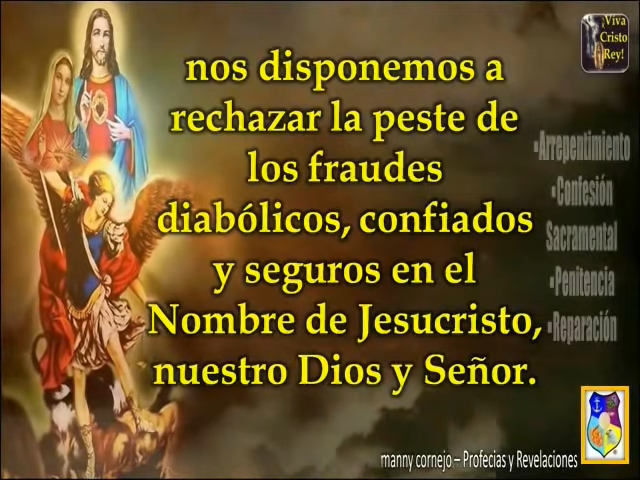 ¡Viva
Cristo
Rey!
nos disponemos a
rechazar la peste de
los fraudes
diabólicos, confiados
y seguros en el
Nombre de Jesucristo,
nuestro Dios y Señor.
▪Arrepentimiento
▪Confesión
Sacramental
▪Penitencia
▪Reparación
manny cornejo – Profecias y Revelaciones